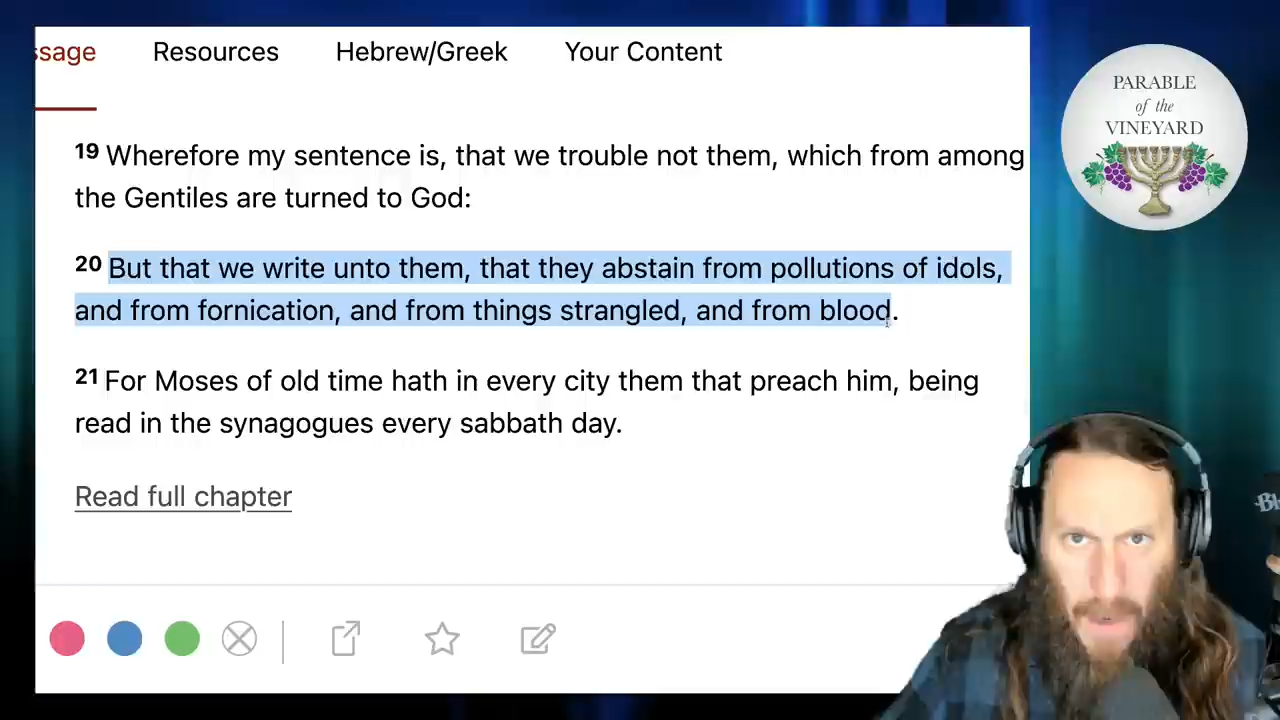 ssage Resources Hebrew/Greek Your Content
PARABLE
of the
VINEYARD
19 Wherefore my sentence is, that we trouble not them, which from among
the Gentiles are turned to God:
20 But that we write unto them, that they abstain from pollutions of idols,
and from fornication, and from things strangled, and from blood.
21 For Moses of old time hath in every city them that preach him, being
read in the synagogues every sabbath day.
Read full chapter